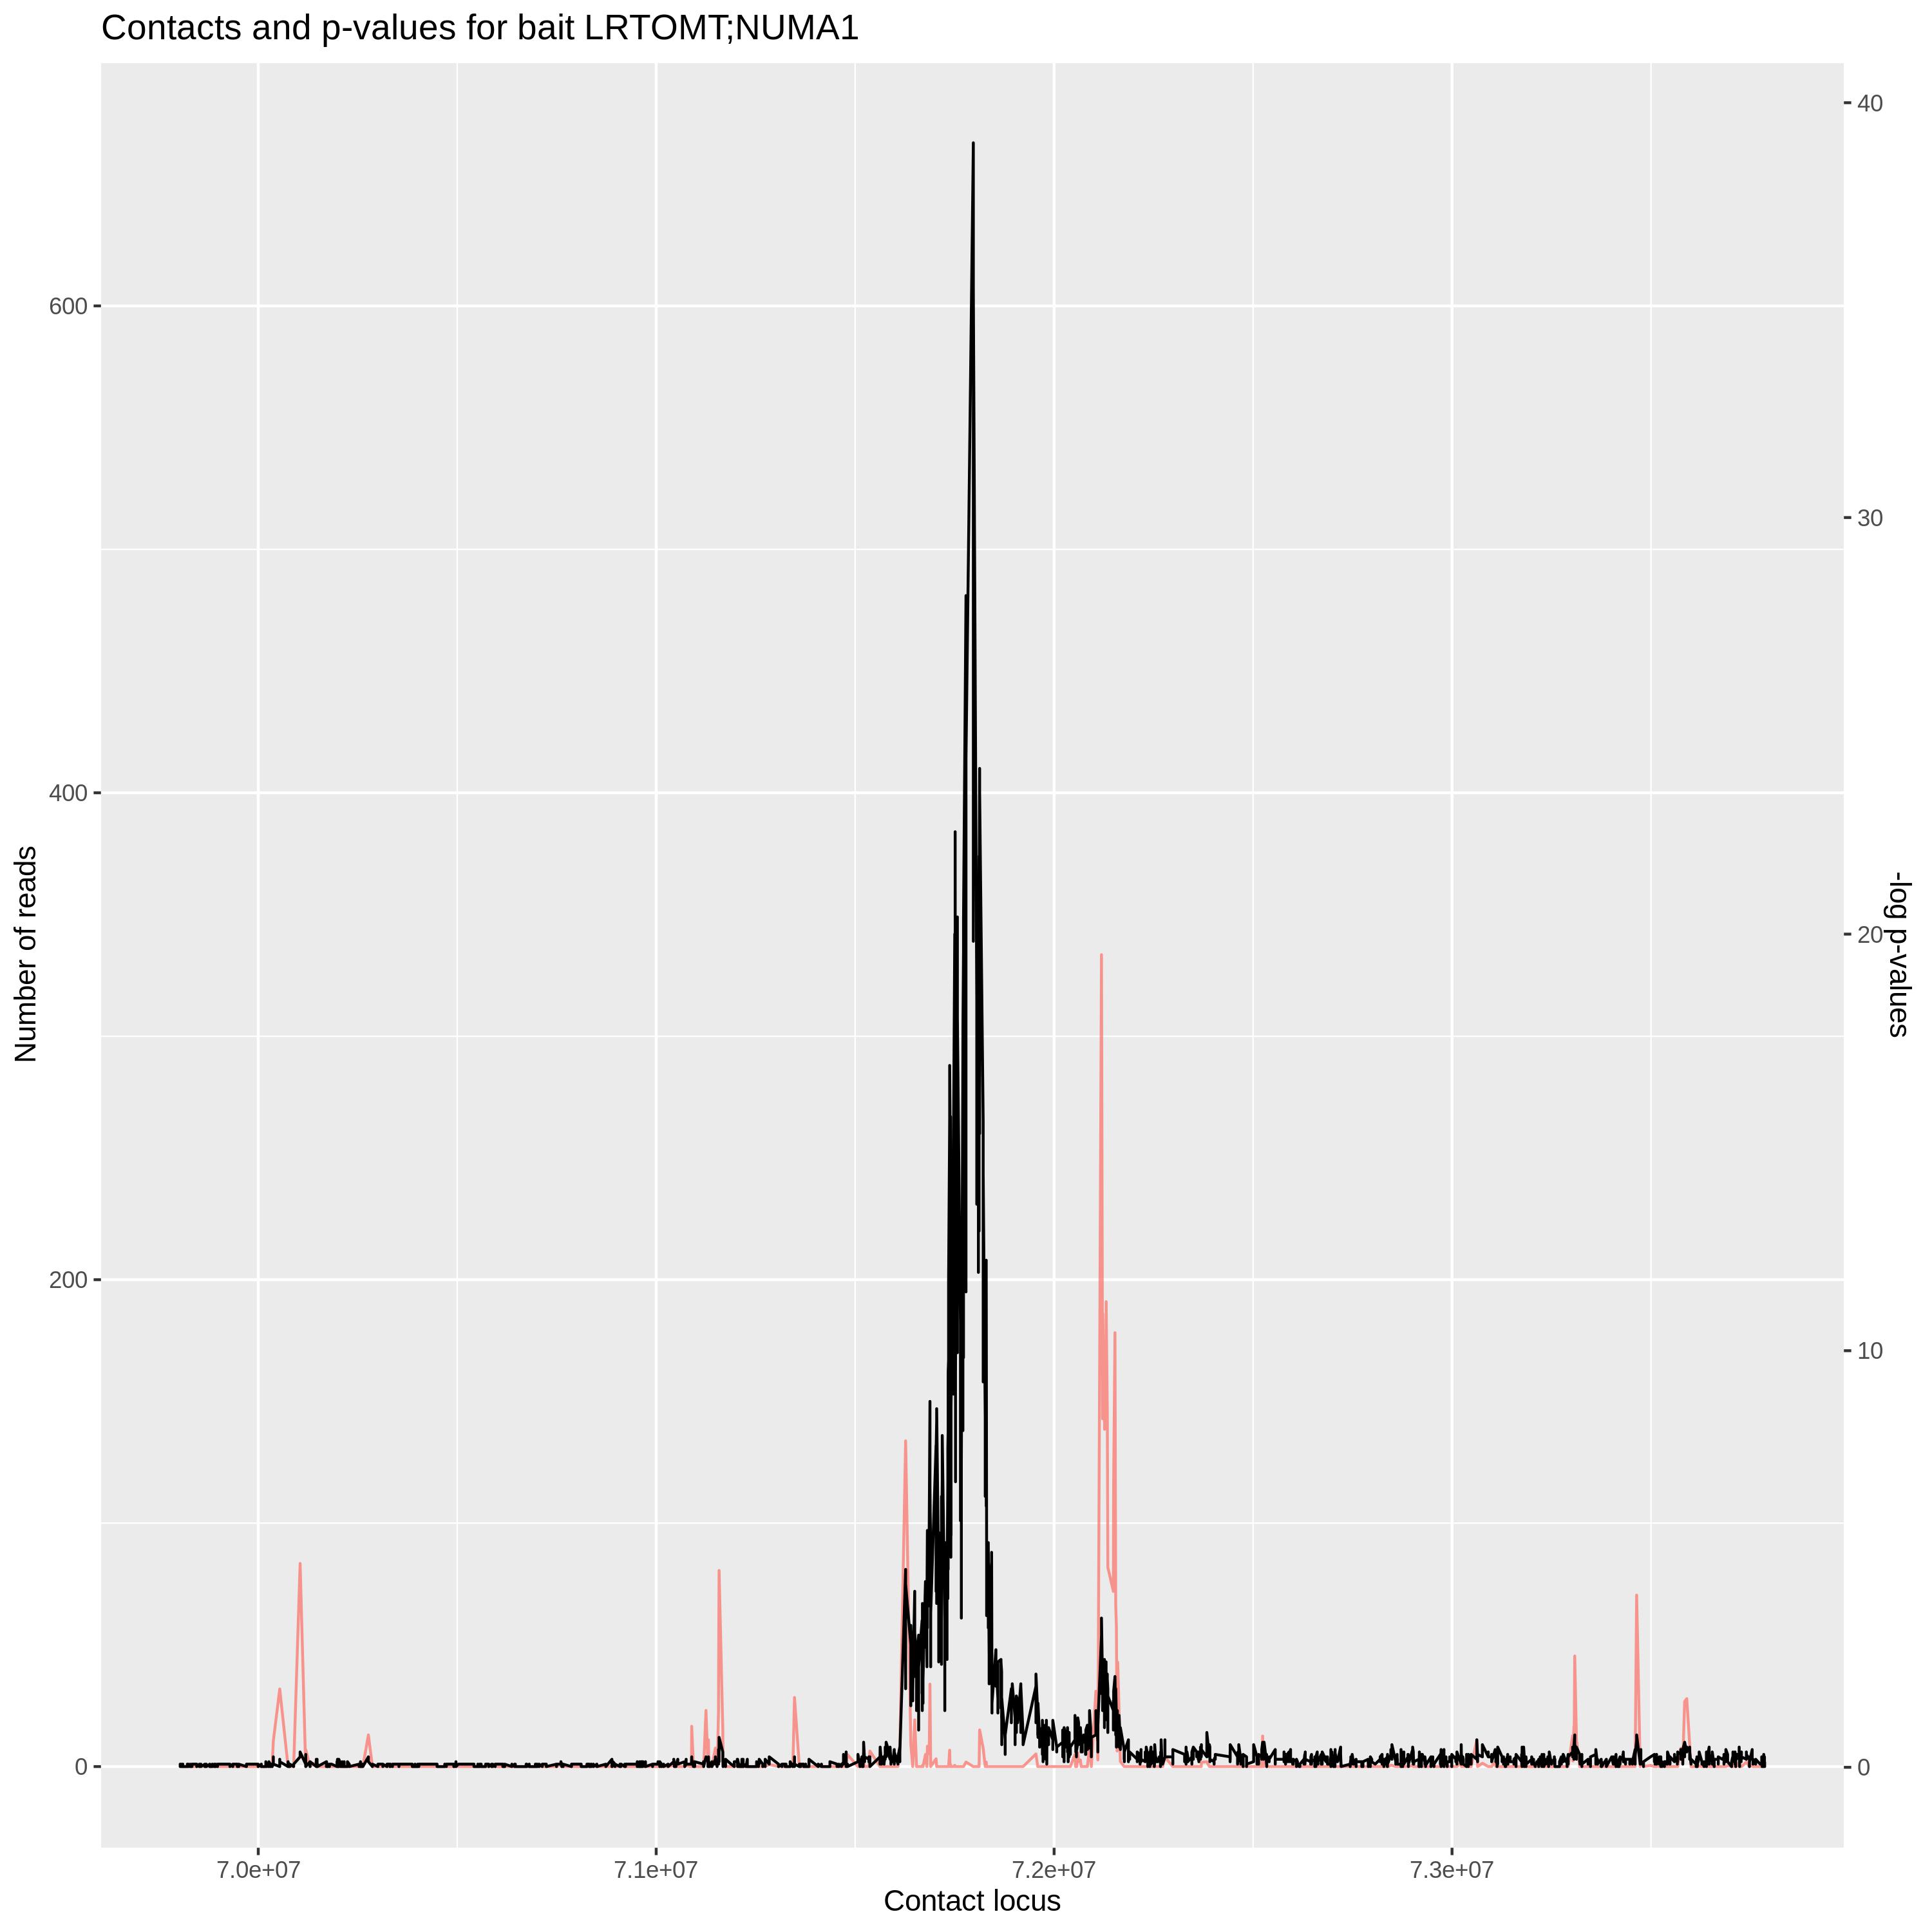 Contacts and p-values for bait LRTOMT;NUMA1
Number of reads
600
400
200
0
40
30
20
10
0
-log p-values
7.0e+07 7.1e+07 7.2e+07 7.3e+07
Contact locus